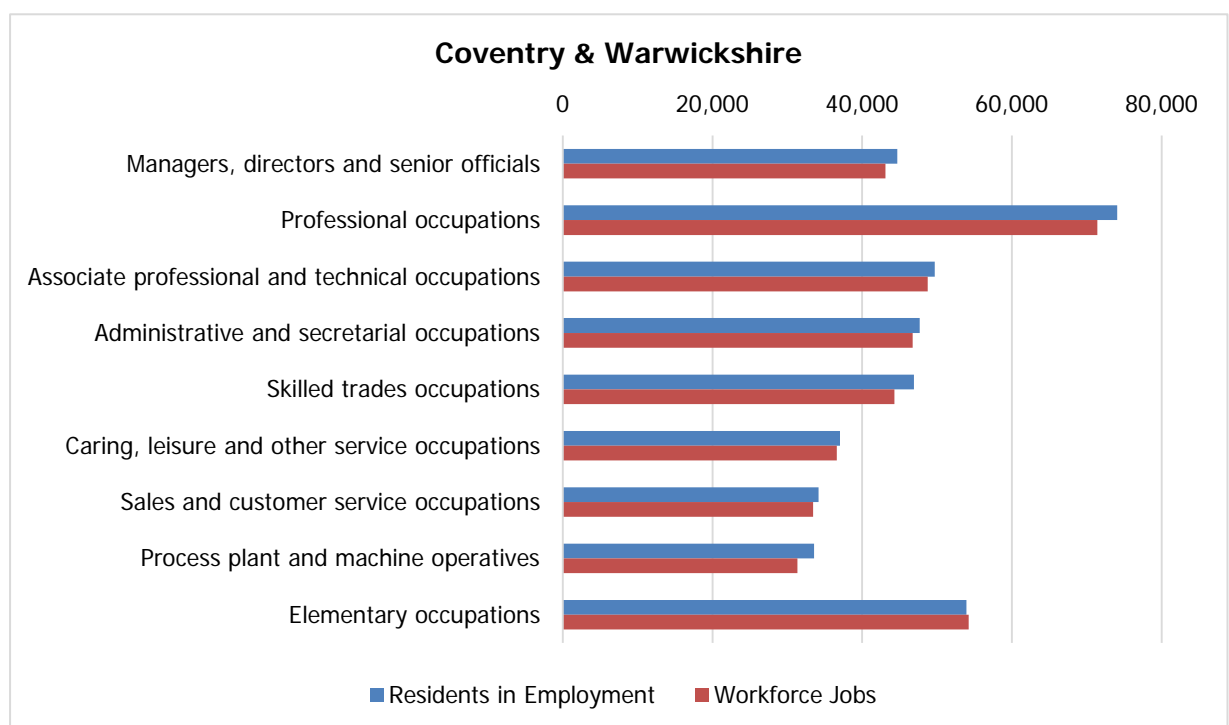 Coventry & Warwickshire
0 20,000 40,000 60,000 80,000
Managers, directors and senior officials
Professional occupations
Associate professional and technical occupations
Administrative and secretarial occupations
Skilled trades occupations
Caring, leisure and other service occupations
Sales and customer service occupations
Process plant and machine operatives
Elementary occupations
Residents in Employment Workforce Jobs